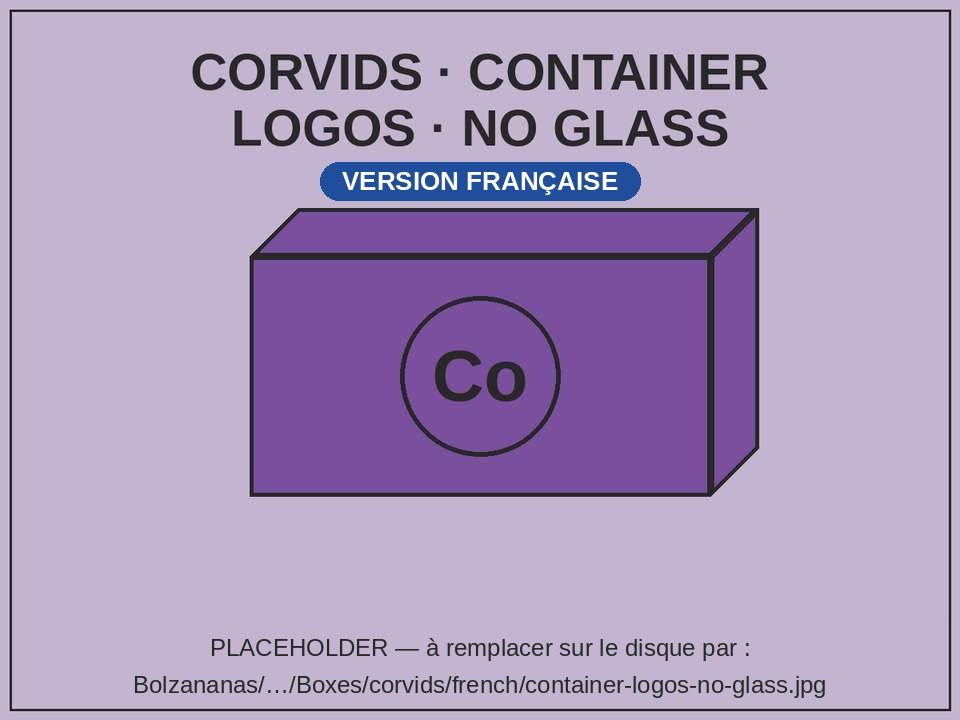 CORVIDS · CONTAINER
LOGOS · NO GLASS
VERSION FRANÇAISE
Co
PLACEHOLDER — à remplacer sur le disque par :
Bolzananas/…/Boxes/corvids/french/container-logos-no-glass.jpg